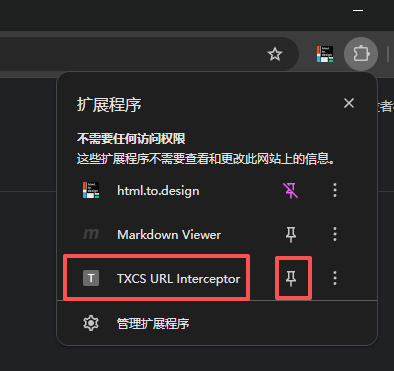 扩展程序
不需要任何访问权限
这些扩展程序不需要查看和更改此网站上的信息。
html.to.design
m Markdown Viewer
T TXCS URL Interceptor
管理扩展程序